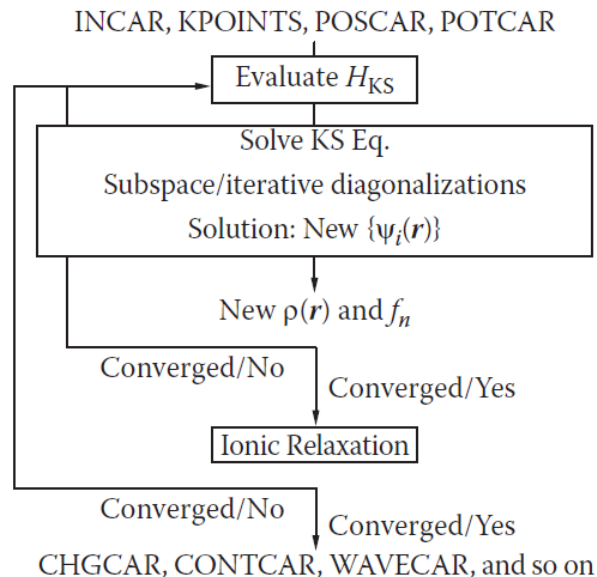 INCAR, KPOINTS, POSCAR, POTCAR
Evaluate H_KS
Solve KS Eq.
Subspace/iterative diagonalizations
Solution: New {ψ_i(r)}
New ρ(r) and f_n
Converged/No
Converged/Yes
Ionic Relaxation
Converged/No
Converged/Yes
CHGCAR, CONTCAR, WAVECAR, and so on